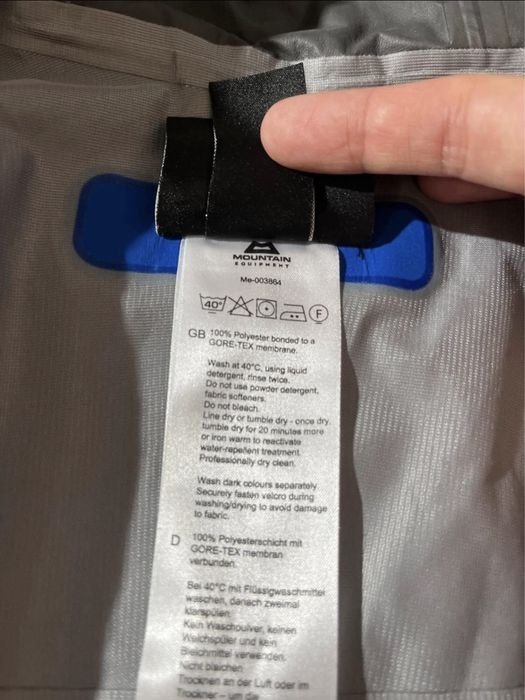 MOUNTAIN
EQUIPMENT
Me-003864
40° F
GB 100% Polyester bonded to a
GORE-TEX membrane.
Wash at 40°C, using liquid
detergent, rinse twice.
Do not use powder detergent,
fabric softeners.
Do not bleach.
Line dry or tumble dry - once dry,
tumble dry for 20 minutes more
or iron warm to reactivate
water-repellent treatment.
Professionally dry clean.
Wash dark colours separately.
Securely fasten velcro during
washing/drying to avoid damage
to fabric.
D 100% Polyesterschicht mit
GORE-TEX membran
verbunden.
Bei 40°C mit Flüssigwaschmittel
waschen, danach zweimal
klarspülen.
Kein Waschpulver, keinen
Weichspüler und kein
Bleichmittel verwenden.
Nicht bleichen
Trocknen an der Luft oder im
Trockner – um die